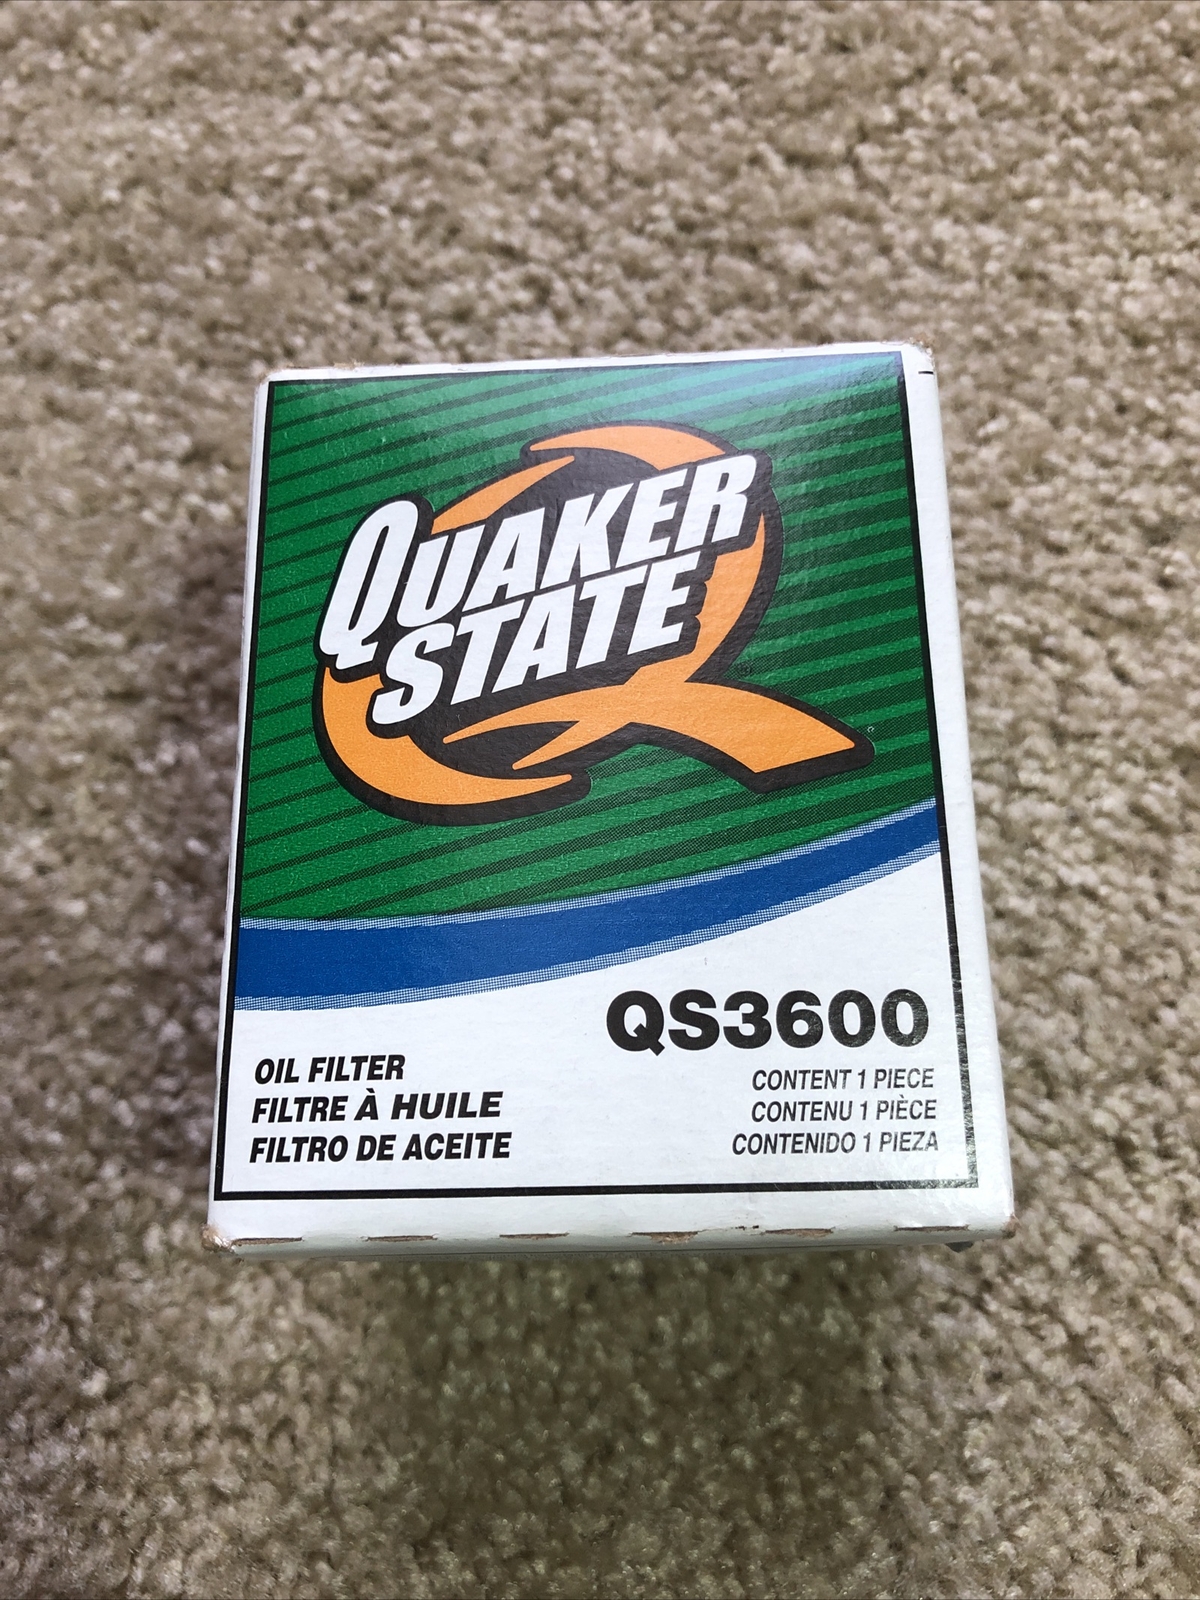 QUAKER
STATE
QS3600
OIL FILTER
FILTRE À HUILE
FILTRO DE ACEITE
CONTENT 1 PIECE
CONTENU 1 PIÈCE
CONTENIDO 1 PIEZA